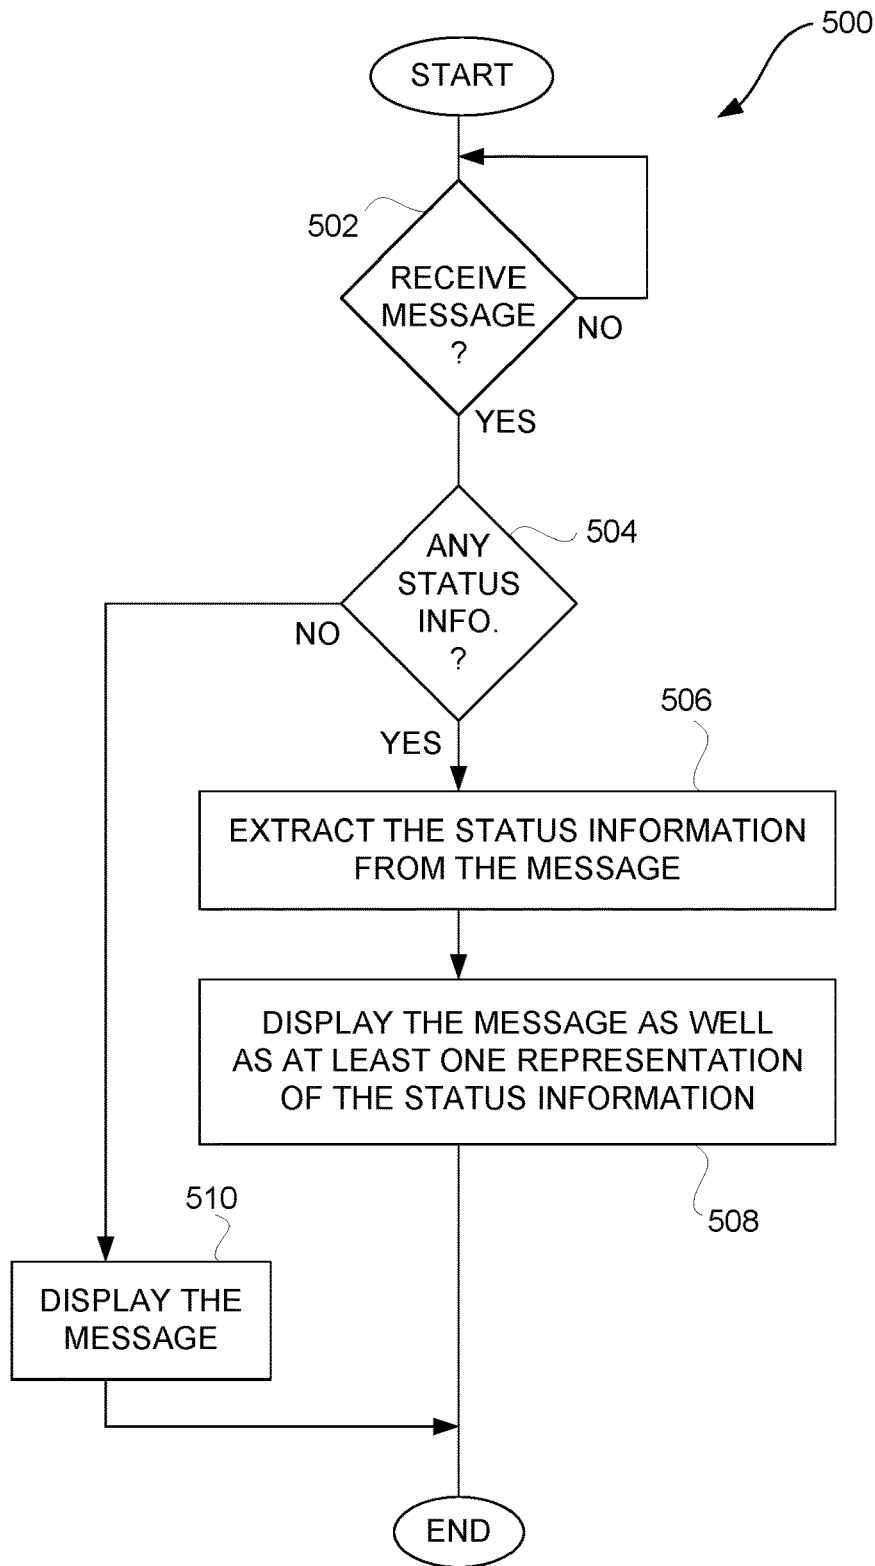 500
START
502
RECEIVE
MESSAGE
?
NO
YES
504
ANY
STATUS
INFO.
?
NO
YES
506
EXTRACT THE STATUS INFORMATION
FROM THE MESSAGE
DISPLAY THE MESSAGE AS WELL
AS AT LEAST ONE REPRESENTATION
OF THE STATUS INFORMATION
508
510
DISPLAY THE
MESSAGE
END